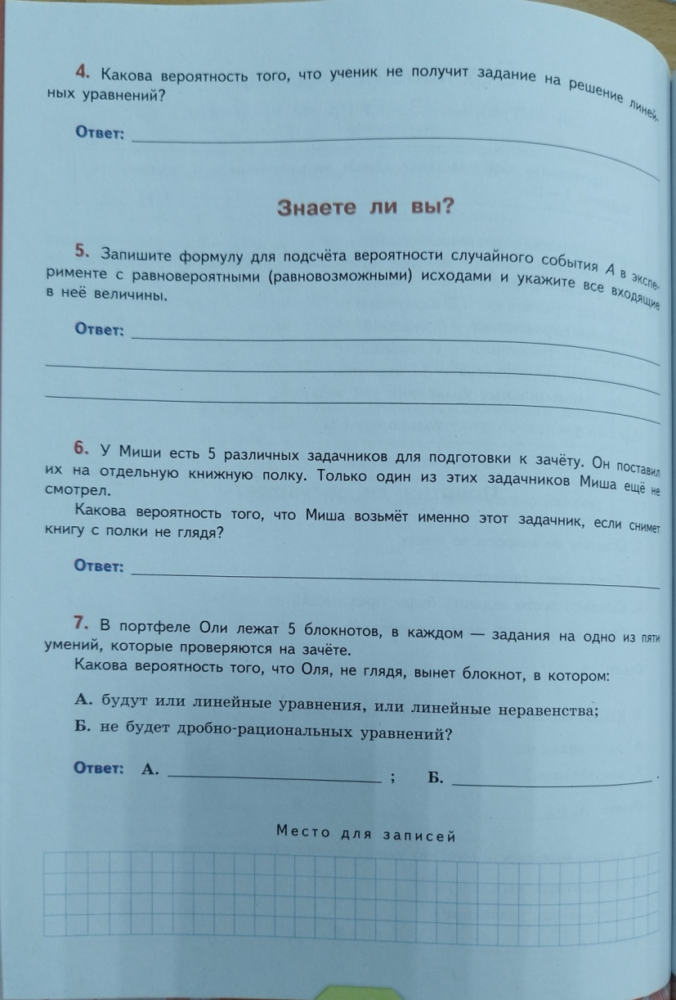 4. Какова вероятность того, что ученик не получит задание на решение линей-
ных уравнений?
Ответ:
Знаете ли вы?
5. Запишите формулу для подсчёта вероятности случайного события А в экспе-
рименте с равновероятными (равновозможными) исходами и укажите все входящие
в неё величины.
Ответ:
6. У Миши есть 5 различных задачников для подготовки к зачёту. Он поставил
их на отдельную книжную полку. Только один из этих задачников Миша ещё не
смотрел.
Какова вероятность того, что Миша возьмёт именно этот задачник, если снимет
книгу с полки не глядя?
Ответ:
7. В портфеле Оли лежат 5 блокнотов, в каждом — задания на одно из пяти
умений, которые проверяются на зачёте.
Какова вероятность того, что Оля, не глядя, вынет блокнот, в котором:
А. будут или линейные уравнения, или линейные неравенства;
Б. не будет дробно-рациональных уравнений?
Ответ: А. ; Б. .
Место для записей